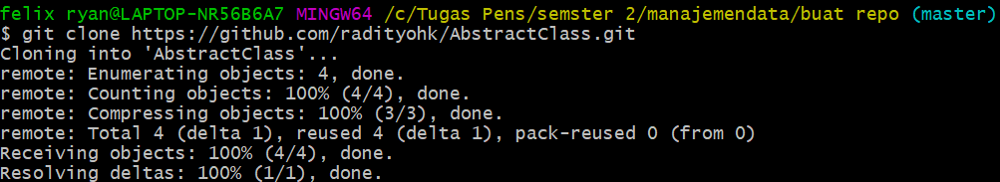 felix ryan@LAPTOP-NR56B6A7 MINGW64 /c/Tugas Pens/semster 2/manajemendata/buat repo (master)
$ git clone https://github.com/radityohk/AbstractClass.git
Cloning into 'AbstractClass'...
remote: Enumerating objects: 4, done.
remote: Counting objects: 100% (4/4), done.
remote: Compressing objects: 100% (3/3), done.
remote: Total 4 (delta 1), reused 4 (delta 1), pack-reused 0 (from 0)
Receiving objects: 100% (4/4), done.
Resolving deltas: 100% (1/1), done.